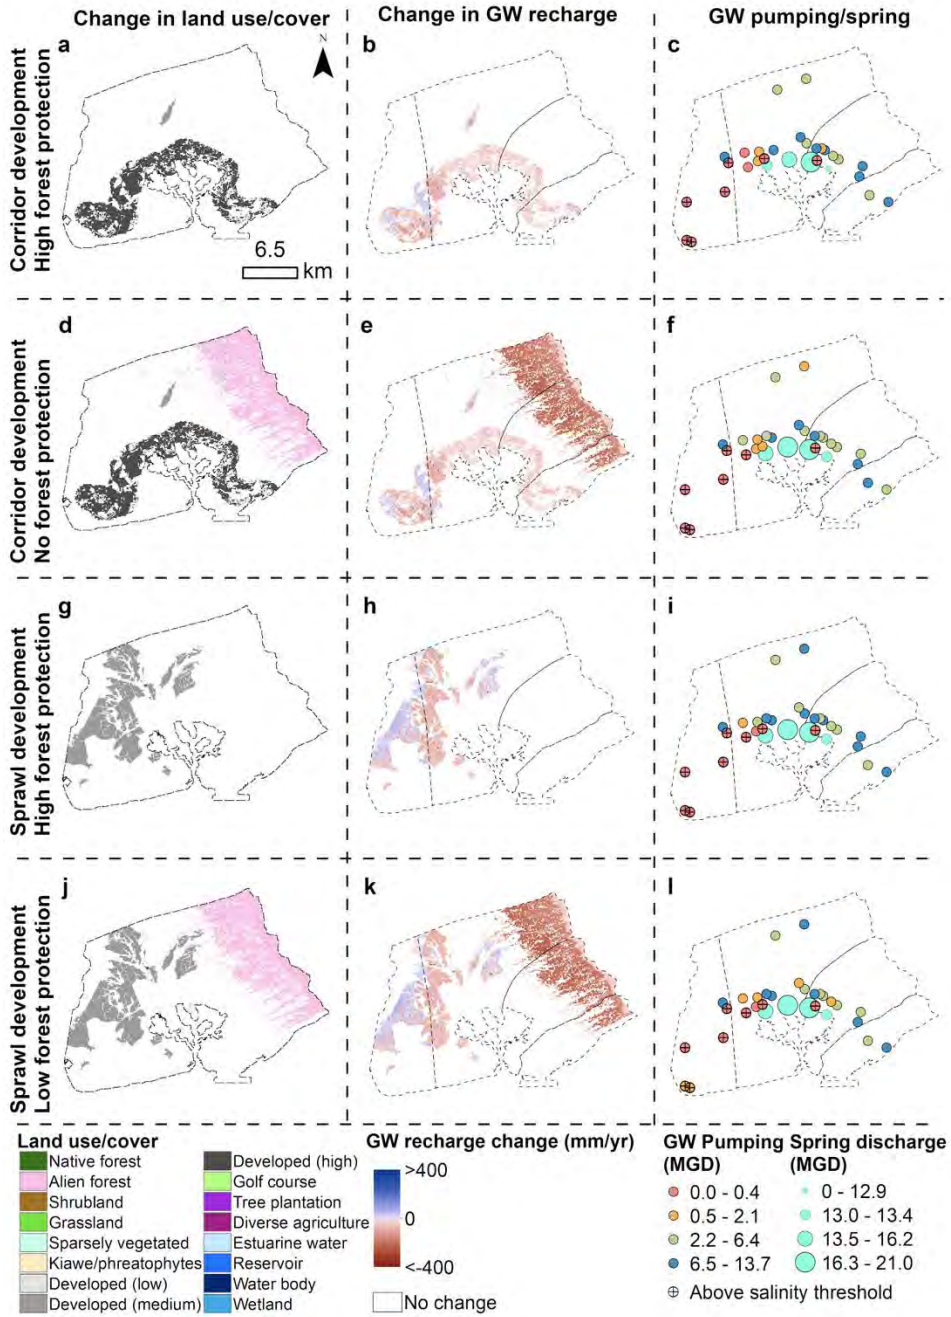 Change in land use/cover
Change in GW recharge
GW pumping/spring
Corridor development
High forest protection
a
N
6.5
km
b
c
Corridor development
No forest protection
d
e
f
Sprawl development
High forest protection
g
h
i
Sprawl development
Low forest protection
j
k
l
Land use/cover
Native forest
Alien forest
Shrubland
Grassland
Sparsely vegetated
Kiawe/phreatophytes
Developed (low)
Developed (medium)
Developed (high)
Golf course
Tree plantation
Diverse agriculture
Estuarine water
Reservoir
Water body
Wetland
GW recharge change (mm/yr)
>400
0
<-400
No change
GW Pumping
(MGD)
0.0 - 0.4
0.5 - 2.1
2.2 - 6.4
6.5 - 13.7
Spring discharge
(MGD)
0 - 12.9
13.0 - 13.4
13.5 - 16.2
16.3 - 21.0
Above salinity threshold